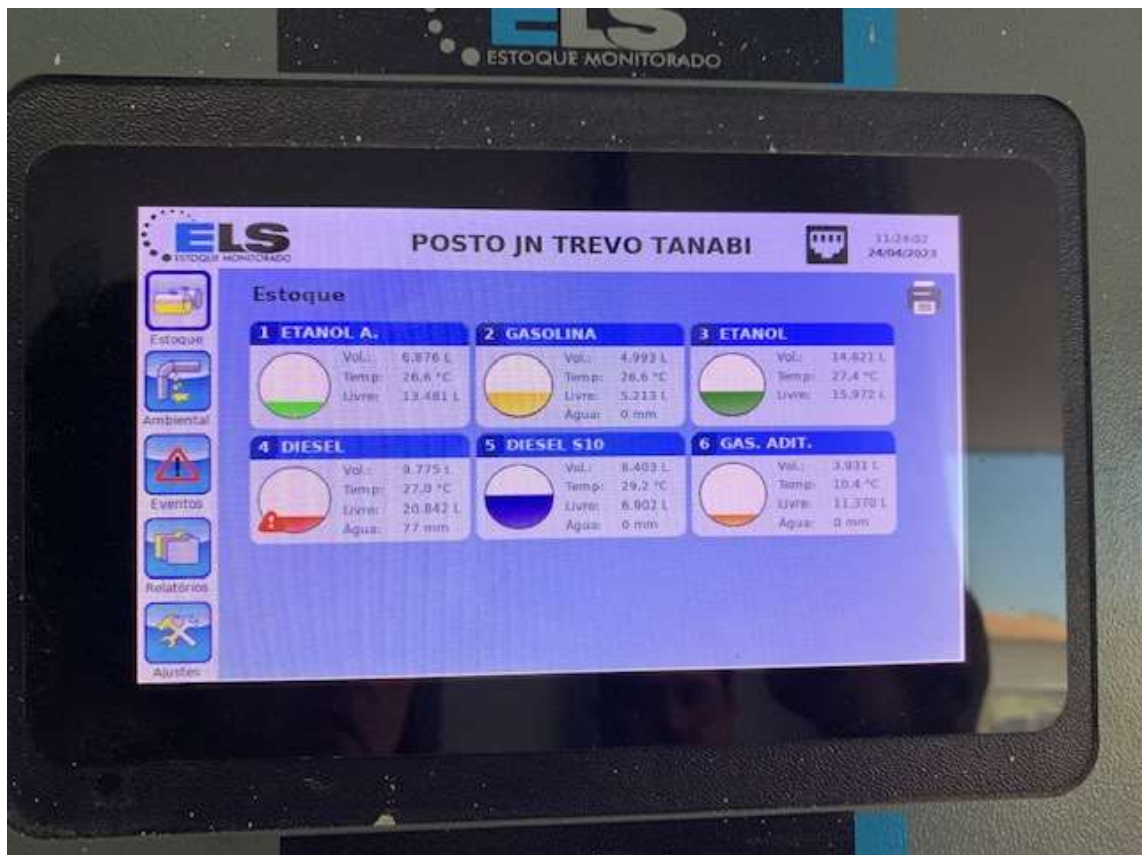 ELS
ESTOQUE MONITORADO
ELS
ESTOQUE MONITORADO
POSTO JN TREVO TANABI
11:24:02
24/04/2023
Estoque
Estoque
Ambiental
Eventos
Relatórios
Ajustes
1 ETANOL A.
Vol.: 6.876 L
Temp: 26,6 °C
Livre: 13.481 L
2 GASOLINA
Vol.: 4.993 L
Temp: 26,6 °C
Livre: 5.213 L
Água: 0 mm
3 ETANOL
Vol.: 14.821 L
Temp: 27,4 °C
Livre: 15.972 L
4 DIESEL
Vol.: 9.775 L
Temp: 27,0 °C
Livre: 20.842 L
Água: 77 mm
5 DIESEL S10
Vol.: 8.403 L
Temp: 29,2 °C
Livre: 6.902 L
Água: 0 mm
6 GAS. ADIT.
Vol.: 3.931 L
Temp: 10,4 °C
Livre: 11.370 L
Água: 0 mm